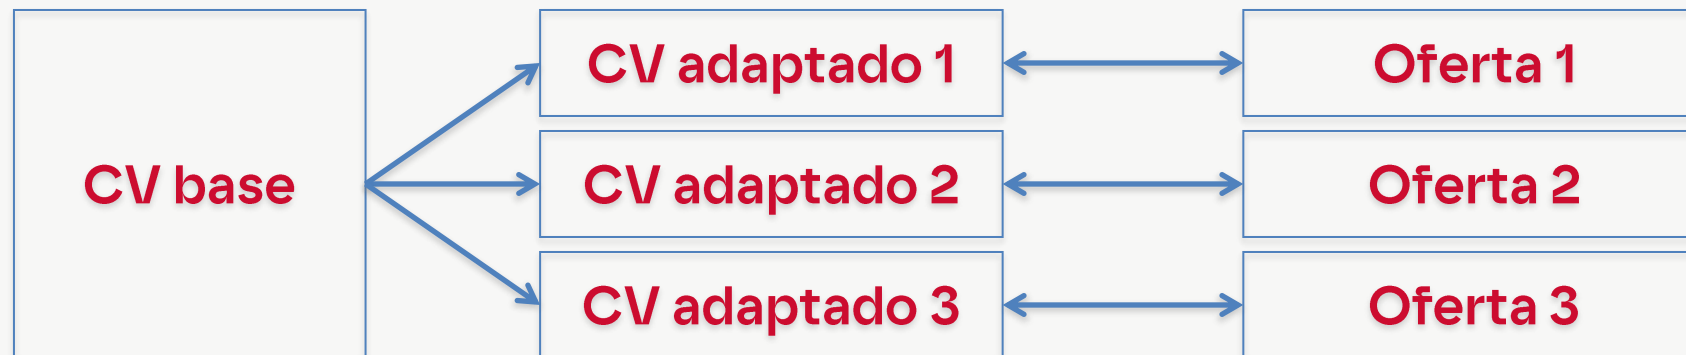 CV base
CV adaptado 1
Oferta 1
CV adaptado 2
Oferta 2
CV adaptado 3
Oferta 3